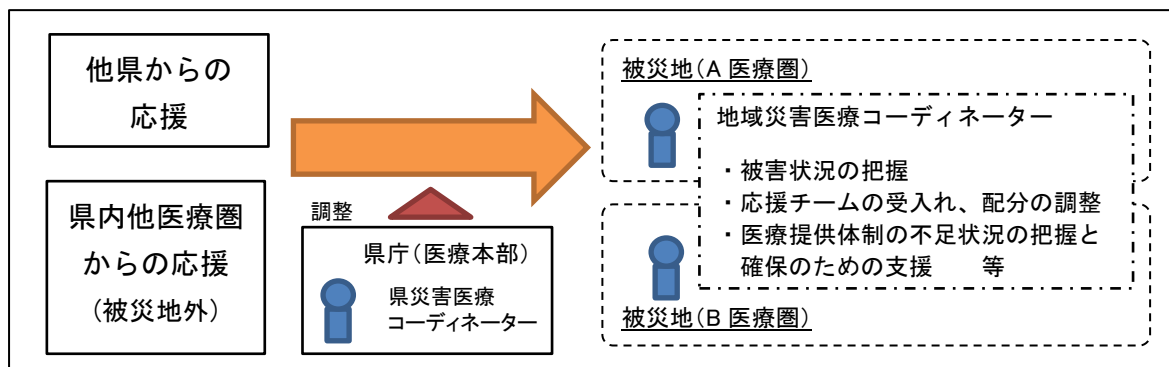 他県からの
応援
県内他医療圏
からの応援
（被災地外）
調整
県庁（医療本部）
県災害医療
コーディネーター
被災地（A 医療圏）
地域災害医療コーディネーター
・被害状況の把握
・応援チームの受入れ、配分の調整
・医療提供体制の不足状況の把握と
確保のための支援　　等
被災地（B 医療圏）